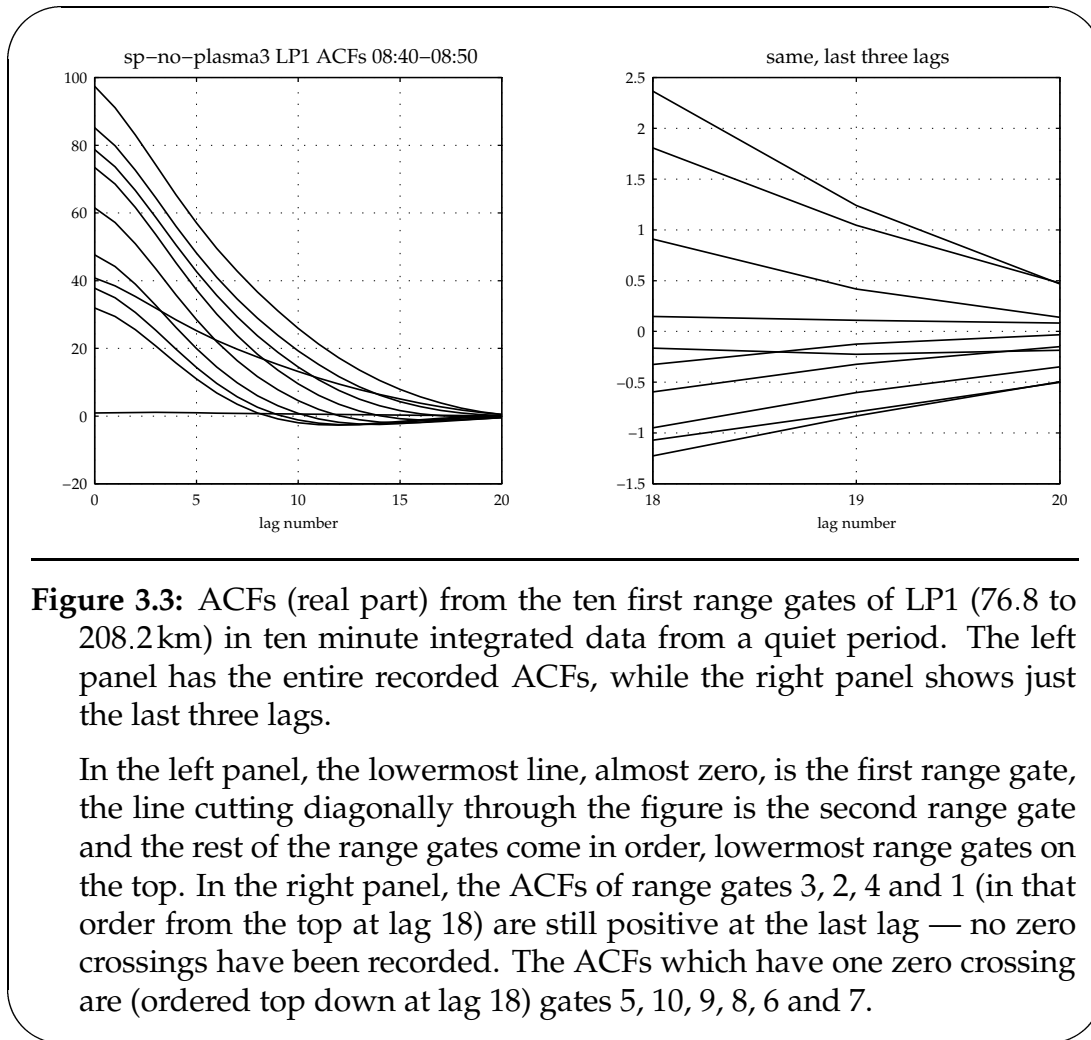 sp−no−plasma3 LP1 ACFs 08:40−08:50
100
80
60
40
20
0
−20
0 5 10 15 20
lag number
same, last three lags
2.5
2
1.5
1
0.5
0
−0.5
−1
−1.5
18 19 20
lag number
Figure 3.3: ACFs (real part) from the ten first range gates of LP1 (76.8 to
208.2 km) in ten minute integrated data from a quiet period. The left
panel has the entire recorded ACFs, while the right panel shows just
the last three lags.
In the left panel, the lowermost line, almost zero, is the first range gate,
the line cutting diagonally through the figure is the second range gate
and the rest of the range gates come in order, lowermost range gates on
the top. In the right panel, the ACFs of range gates 3, 2, 4 and 1 (in that
order from the top at lag 18) are still positive at the last lag — no zero
crossings have been recorded. The ACFs which have one zero crossing
are (ordered top down at lag 18) gates 5, 10, 9, 8, 6 and 7.